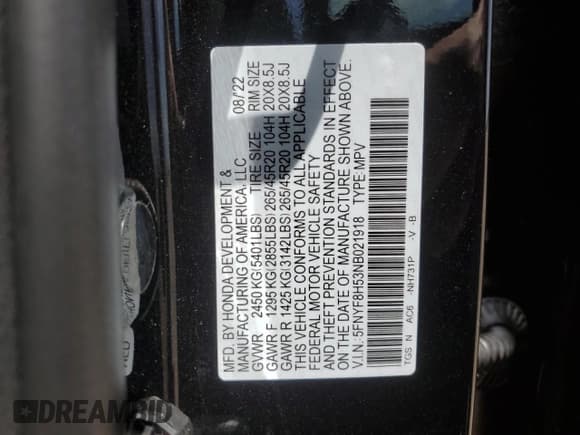 MFD. BY HONDA DEVELOPMENT &
MANUFACTURING OF AMERICA, LLC 08/22
GVWR 2450 KG(5401LBS) TIRE SIZE RIM SIZE
GAWR F 1295 KG(2855LBS) 265/45R20 104H 20X8.5J
GAWR R 1425 KG(3142LBS) 265/45R20 104H 20X8.5J
THIS VEHICLE CONFORMS TO ALL APPLICABLE
FEDERAL MOTOR VEHICLE SAFETY
AND THEFT PREVENTION STANDARDS IN EFFECT
ON THE DATE OF MANUFACTURE SHOWN ABOVE.
V.I.N.: 5FNYF8H53NB021918 TYPE: MPV
TGS N AC6 -NH731P -V -B
DREAMBID